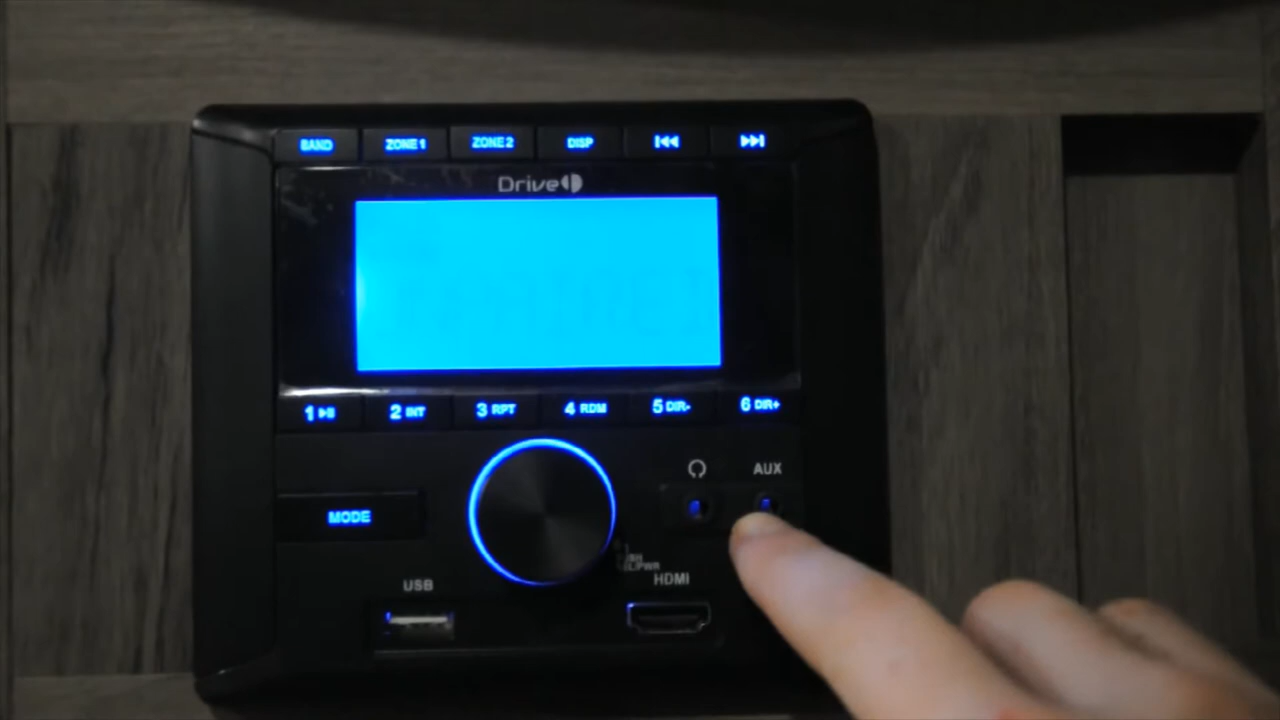 BAND ZONE 1 ZONE 2 DISP
Drive
1 2 INT 3 RPT 4 RDM 5 DIR- 6 DIR+
AUX
MODE
USB
HDMI